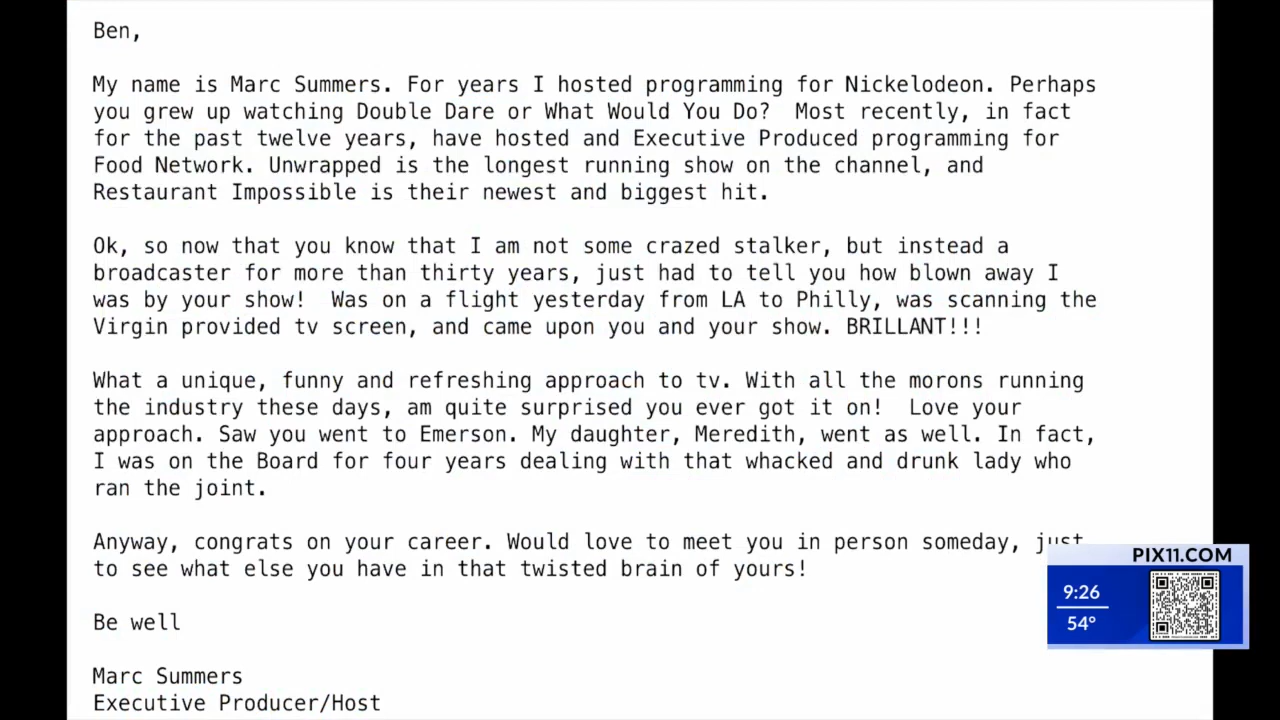 Ben,
My name is Marc Summers. For years I hosted programming for Nickelodeon. Perhaps
you grew up watching Double Dare or What Would You Do?  Most recently, in fact
for the past twelve years, have hosted and Executive Produced programming for
Food Network. Unwrapped is the longest running show on the channel, and
Restaurant Impossible is their newest and biggest hit.
Ok, so now that you know that I am not some crazed stalker, but instead a
broadcaster for more than thirty years, just had to tell you how blown away I
was by your show!  Was on a flight yesterday from LA to Philly, was scanning the
Virgin provided tv screen, and came upon you and your show. BRILLANT!!!
What a unique, funny and refreshing approach to tv. With all the morons running
the industry these days, am quite surprised you ever got it on!  Love your
approach. Saw you went to Emerson. My daughter, Meredith, went as well. In fact,
I was on the Board for four years dealing with that whacked and drunk lady who
ran the joint.
Anyway, congrats on your career. Would love to meet you in person someday, just
to see what else you have in that twisted brain of yours!
Be well
Marc Summers
Executive Producer/Host
PIX11.COM
9:26
54°